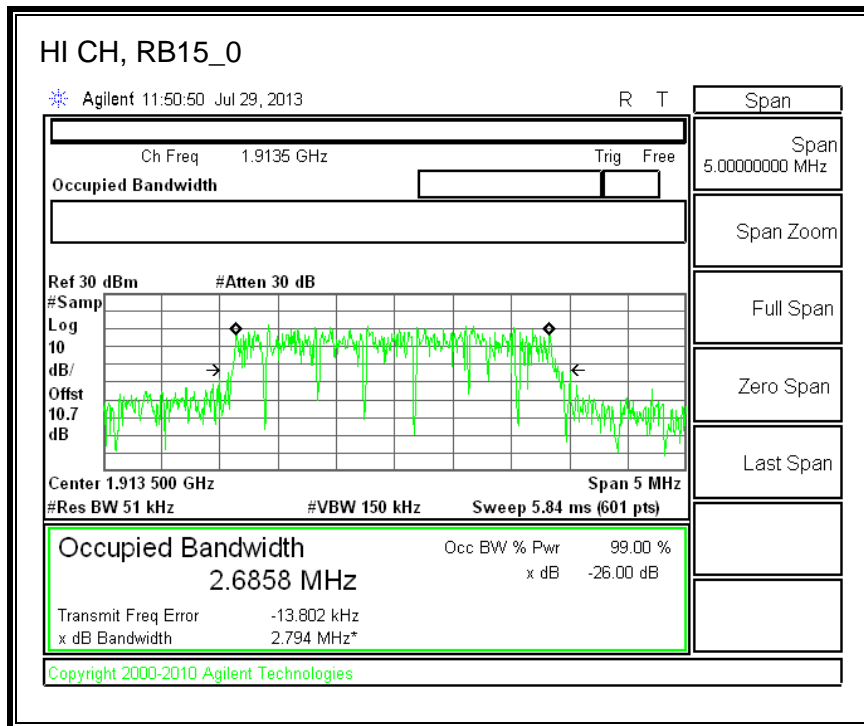 HI CH, RB15_0
Agilent 11:50:50 Jul 29, 2013 R T
Span
Ch Freq 1.9135 GHz Trig Free
Occupied Bandwidth
Span
5.00000000 MHz
Span Zoom
Full Span
Zero Span
Last Span
Ref 30 dBm #Atten 30 dB
#Samp
Log
10
dB/
Offst
10.7
dB
Center 1.913 500 GHz Span 5 MHz
#Res BW 51 kHz #VBW 150 kHz Sweep 5.84 ms (601 pts)
Occupied Bandwidth Occ BW % Pwr 99.00 %
2.6858 MHz x dB -26.00 dB
Transmit Freq Error -13.802 kHz
x dB Bandwidth 2.794 MHz*
Copyright 2000-2010 Agilent Technologies